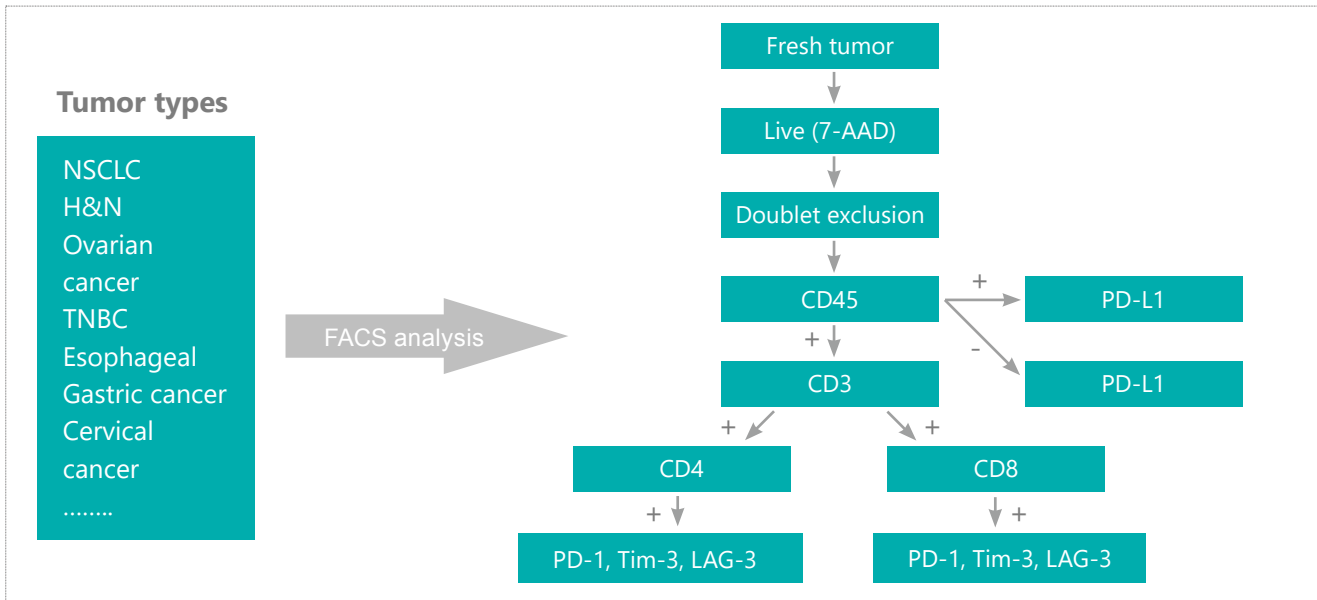 Tumor types
NSCLC
H&N
Ovarian
cancer
TNBC
Esophageal
Gastric cancer
Cervical
cancer
........
FACS analysis
Fresh tumor
Live (7-AAD)
Doublet exclusion
CD45
+
PD-L1
-
PD-L1
+
CD3
+
+
CD4
CD8
+
+
PD-1, Tim-3, LAG-3
PD-1, Tim-3, LAG-3